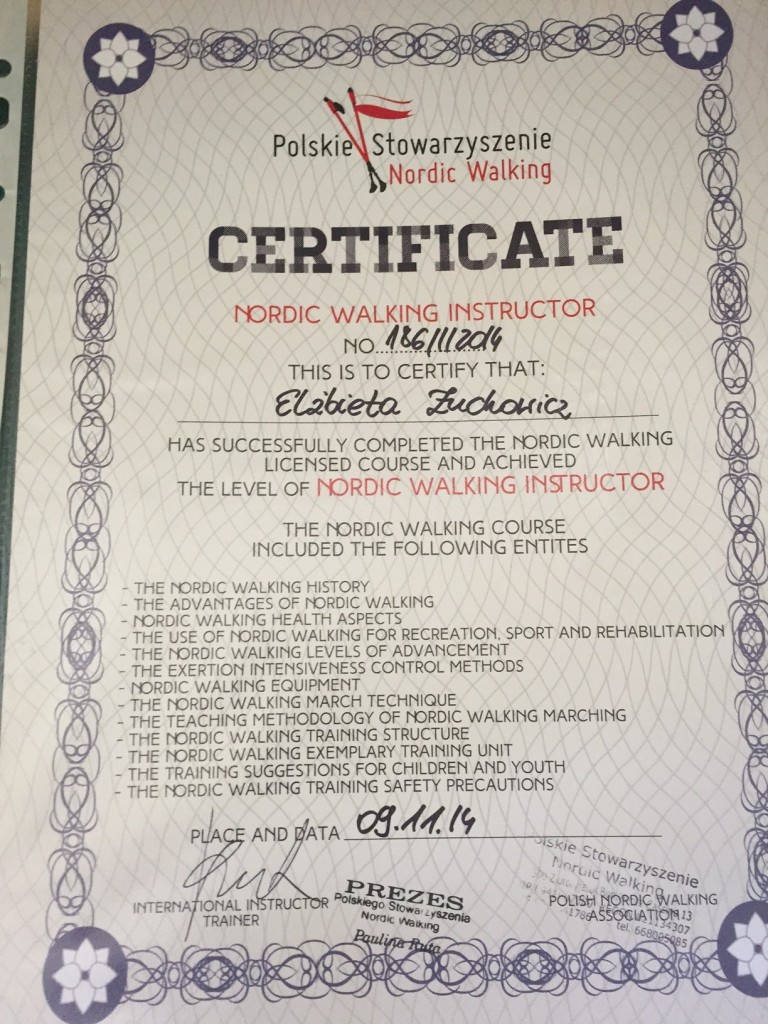 Polskie Stowarzyszenie
Nordic Walking
CERTIFICATE
NORDIC WALKING INSTRUCTOR
NO. 186/II/2014
THIS IS TO CERTIFY THAT:
Elżbieta Żuchowicz
HAS SUCCESSFULLY COMPLETED THE NORDIC WALKING
LICENSED COURSE AND ACHIEVED
THE LEVEL OF NORDIC WALKING INSTRUCTOR
THE NORDIC WALKING COURSE
INCLUDED THE FOLLOWING ENTITES
- THE NORDIC WALKING HISTORY
- THE ADVANTAGES OF NORDIC WALKING
- NORDIC WALKING HEALTH ASPECTS
- THE USE OF NORDIC WALKING FOR RECREATION, SPORT AND REHABILITATION
- THE NORDIC WALKING LEVELS OF ADVANCEMENT
- THE EXERTION INTENSIVENESS CONTROL METHODS
- NORDIC WALKING EQUIPMENT
- THE NORDIC WALKING MARCH TECHNIQUE
- THE TEACHING METHODOLOGY OF NORDIC WALKING MARCHING
- THE NORDIC WALKING TRAINING STRUCTURE
- THE NORDIC WALKING EXEMPLARY TRAINING UNIT
- THE TRAINING SUGGESTIONS FOR CHILDREN AND YOUTH
- THE NORDIC WALKING TRAINING SAFETY PRECAUTIONS
PLACE AND DATA 09.11.14
INTERNATIONAL INSTRUCTOR
TRAINER
PREZES
Polskiego Stowarzyszenia
Nordic Walking
Paulina Ruta
Stowarzyszenie
Nordic Walking
POLISH NORDIC WALKING
ASSOCIATION
tel. 668005085